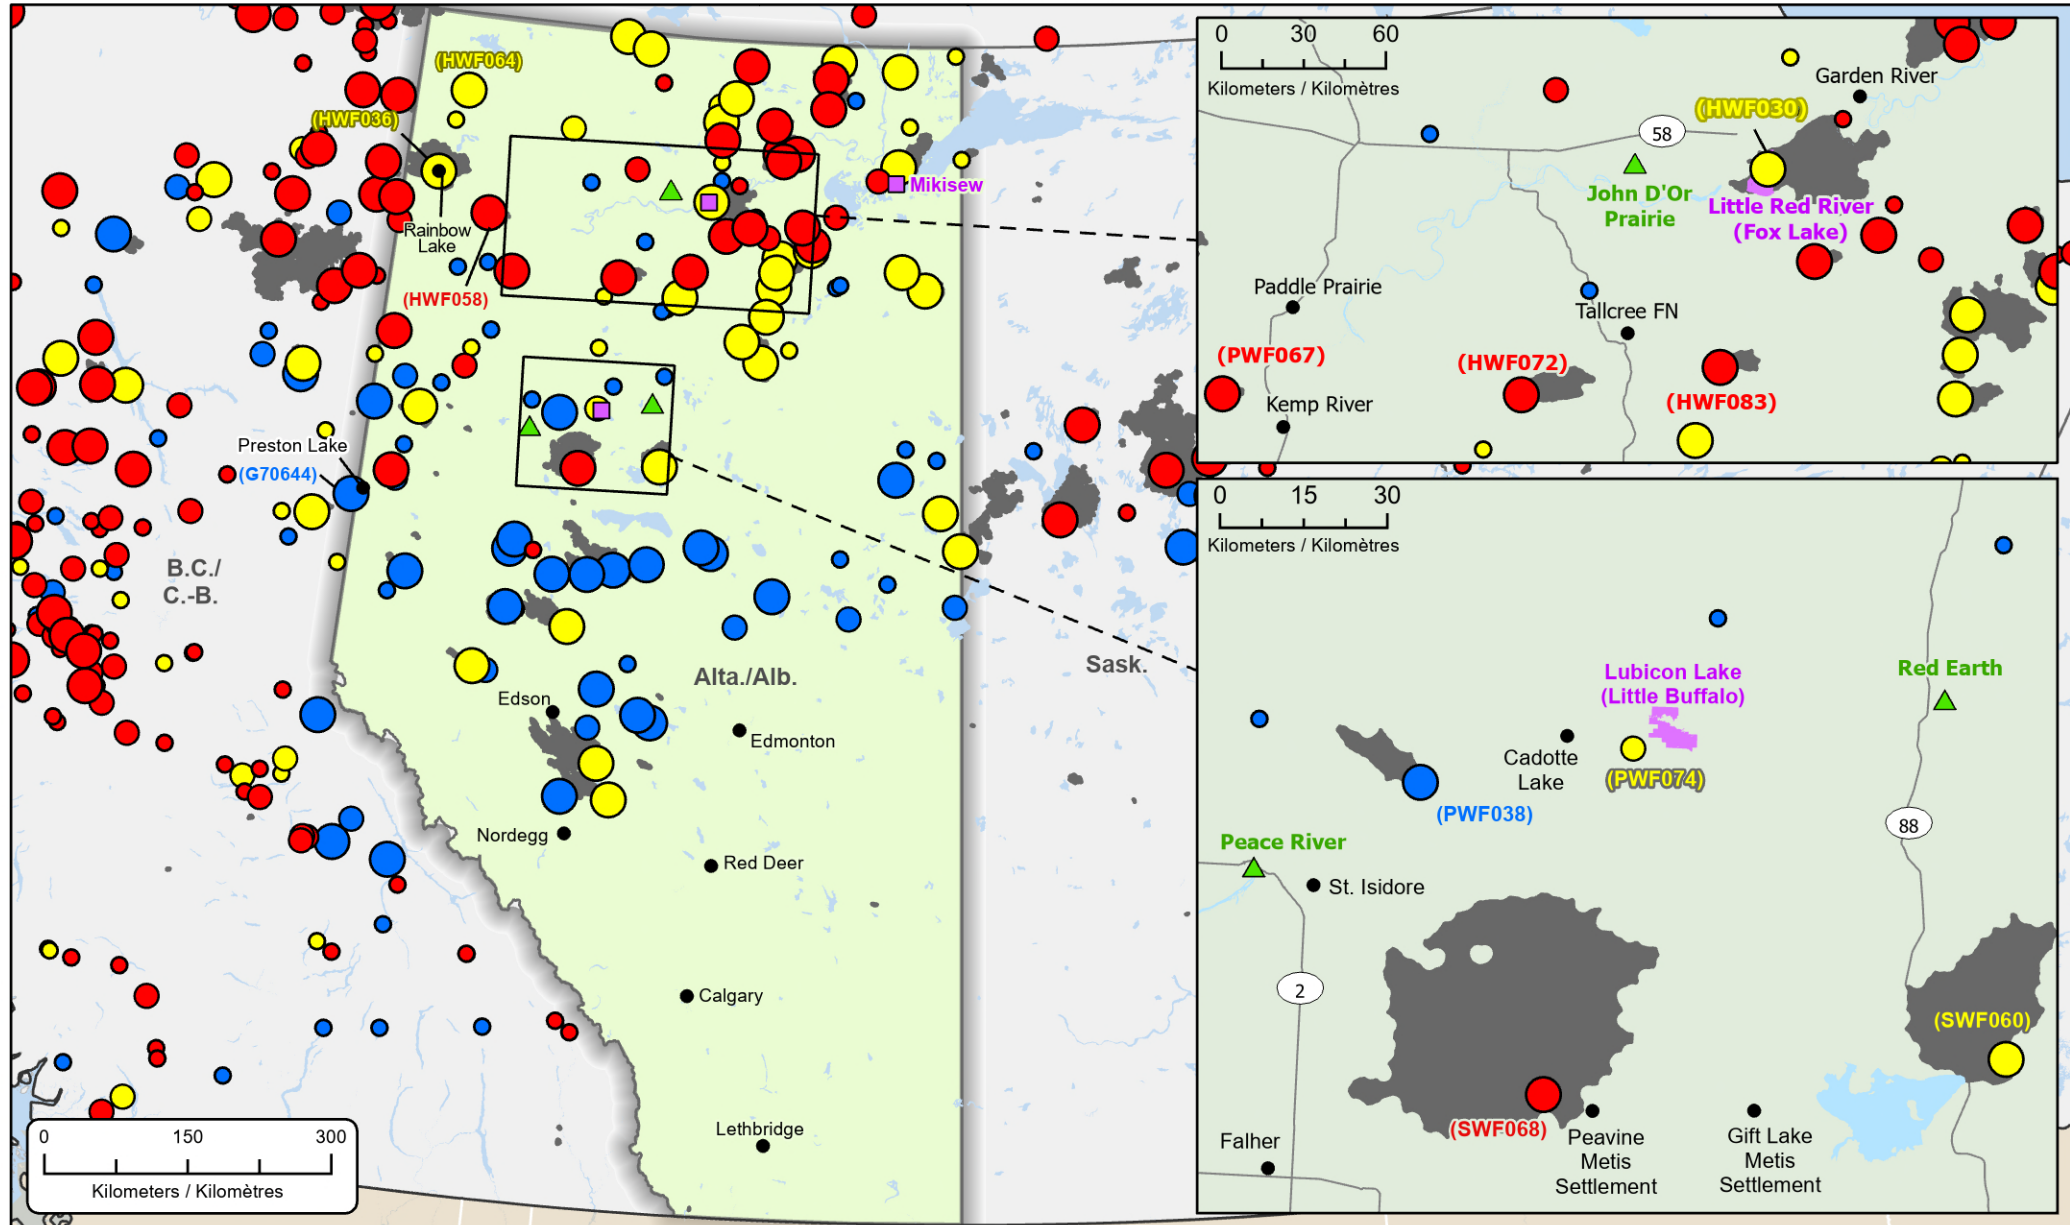 (HWF064)
(HWF036)
Rainbow
Lake
(HWF058)
Mikisew
Preston Lake
(G70644)
B.C./
C.-B.
Alta./Alb.
Sask.
Edson
Edmonton
Nordegg
Red Deer
Calgary
Lethbridge
0 150 300
Kilometers / Kilomètres
0 30 60
Kilometers / Kilomètres
Garden River
(HWF030)
58
John D'Or
Prairie
Little Red River
(Fox Lake)
Paddle Prairie
Tallcree FN
(PWF067)
(HWF072)
(HWF083)
Kemp River
0 15 30
Kilometers / Kilomètres
Lubicon Lake
(Little Buffalo)
Red Earth
Cadotte
Lake
(PWF074)
(PWF038)
88
Peace River
St. Isidore
2
(SWF060)
(SWF068)
Falher
Peavine
Metis
Settlement
Gift Lake
Metis
Settlement